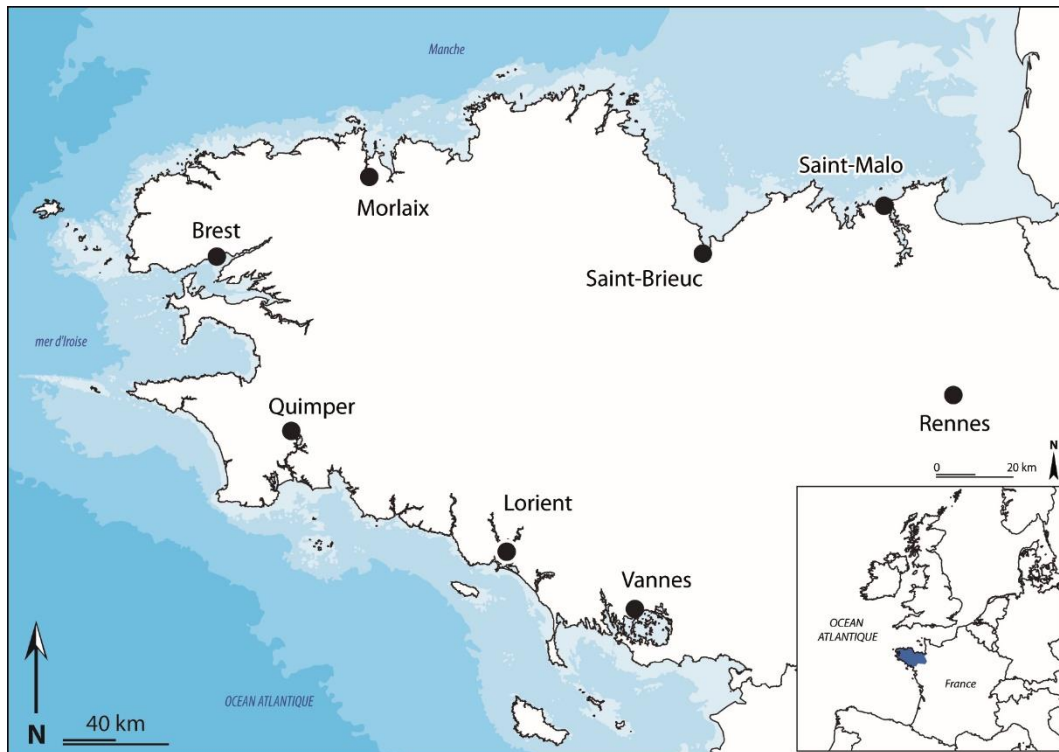 Manche
Saint-Malo
Morlaix
Brest
Saint-Brieuc
mer d'Iroise
Quimper
Rennes
N
0 20 km
Lorient
Vannes
OCEAN
ATLANTIQUE
France
OCEAN ATLANTIQUE
N
40 km